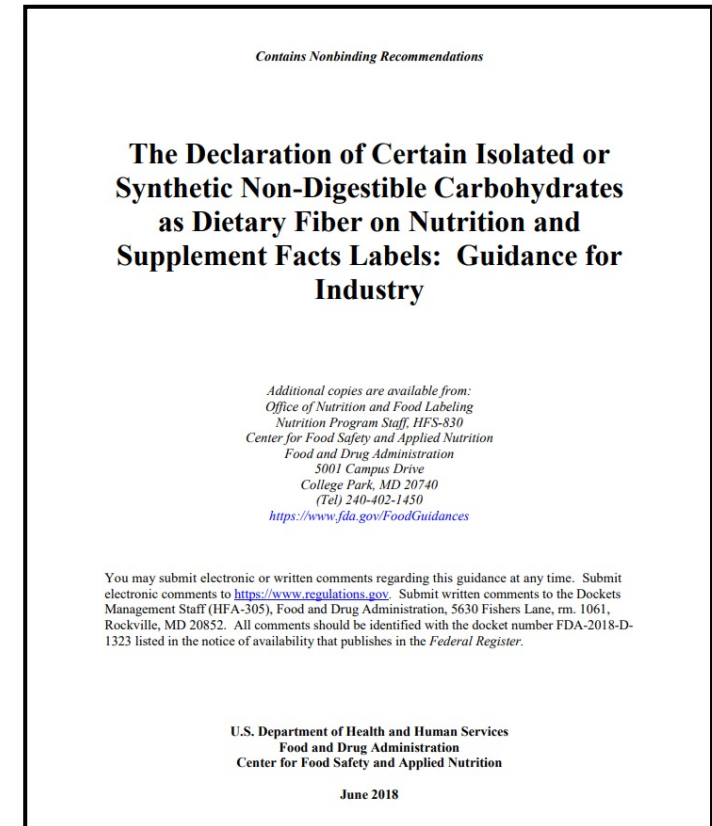 Contains Nonbinding Recommendations
The Declaration of Certain Isolated or
Synthetic Non-Digestible Carbohydrates
as Dietary Fiber on Nutrition and
Supplement Facts Labels:  Guidance for
Industry
Additional copies are available from:
Office of Nutrition and Food Labeling
Nutrition Program Staff, HFS-830
Center for Food Safety and Applied Nutrition
Food and Drug Administration
5001 Campus Drive
College Park, MD 20740
(Tel) 240-402-1450
https://www.fda.gov/FoodGuidances
You may submit electronic or written comments regarding this guidance at any time.  Submit
electronic comments to https://www.regulations.gov.  Submit written comments to the Dockets
Management Staff (HFA-305), Food and Drug Administration, 5630 Fishers Lane, rm. 1061,
Rockville, MD 20852.  All comments should be identified with the docket number FDA-2018-D-
1323 listed in the notice of availability that publishes in the Federal Register.
U.S. Department of Health and Human Services
Food and Drug Administration
Center for Food Safety and Applied Nutrition
June 2018